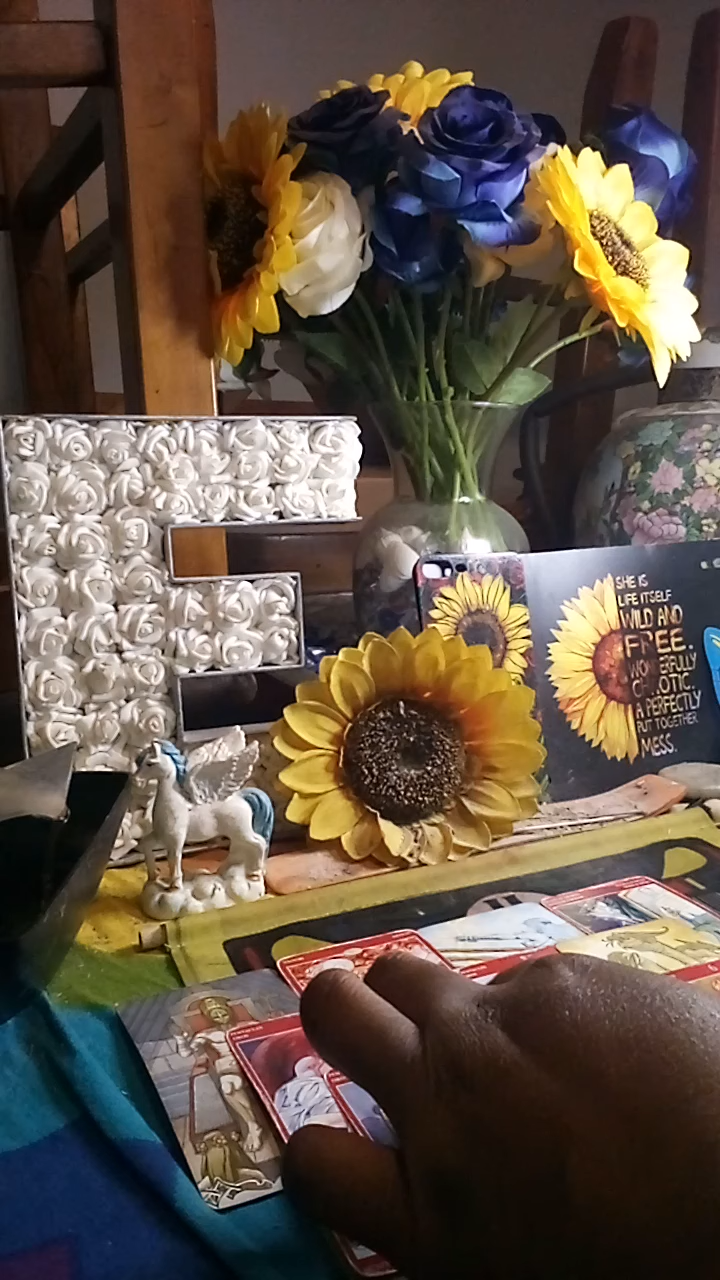 E
SHE IS
LIFE ITSELF
WILD AND
FREE.
WONDERFULLY
CHAOTIC.
A PERFECTLY
PUT TOGETHER
MESS.